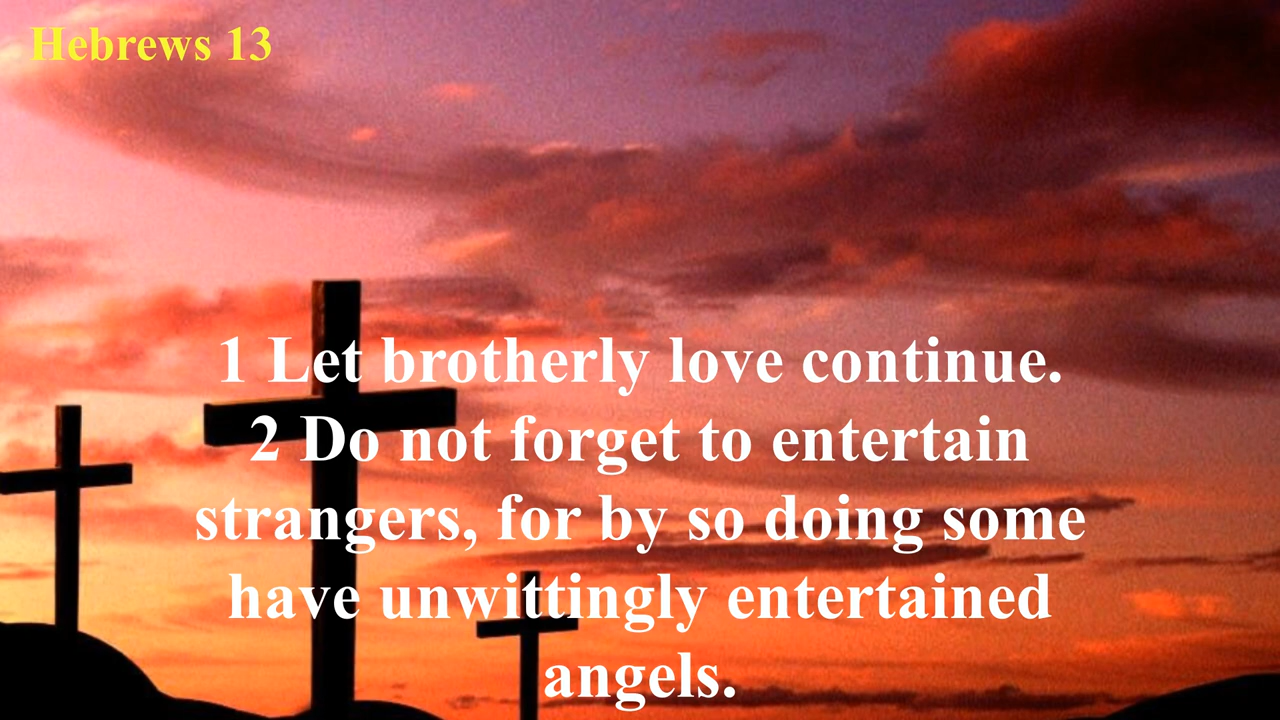 Hebrews 13
1 Let brotherly love continue.
2 Do not forget to entertain
strangers, for by so doing some
have unwittingly entertained
angels.